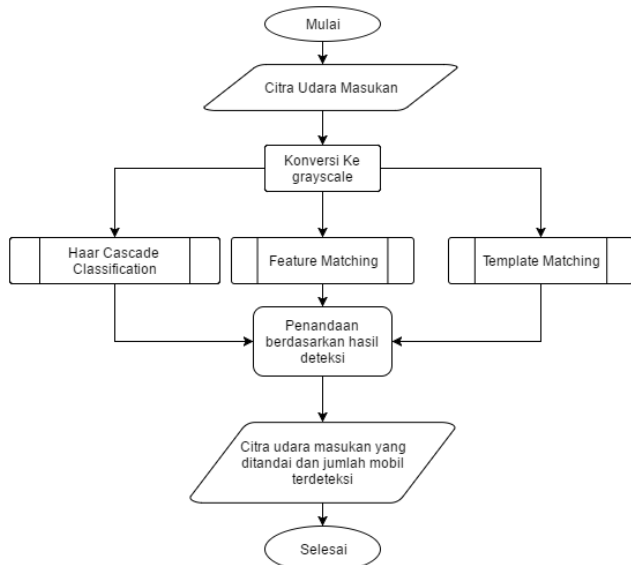 Mulai
Citra Udara Masukan
Konversi Ke
grayscale
Haar Cascade
Classification
Feature Matching
Template Matching
Penandaan
berdasarkan hasil
deteksi
Citra udara masukan yang
ditandai dan jumlah mobil
terdeteksi
Selesai